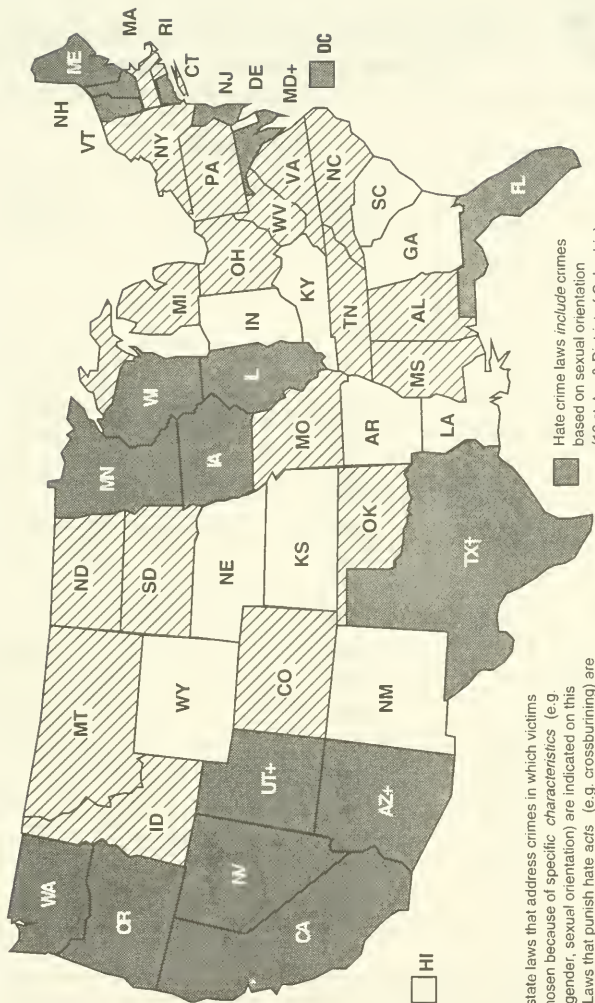 WA
MT
ND
MN
ME
NH
VT
MA
RI
CT
NJ
DE
MD+
DC
OR
ID
SD
WI
MI
NY
PA
WY
NE
IA
IL
IN
OH
WV
VA
NV
UT+
CO
KS
MO
KY
NC
CA
AZ+
NM
OK
AR
TN
SC
MS
AL
GA
TX†
LA
FL
HI
state laws that address crimes in which victims
hosen because of specific characteristics (e.g
gender, sexual orientation) are indicated on this
Laws that punish hate acts (e.g. crossburining) are
Hate crime laws include crimes
based on sexual orientation